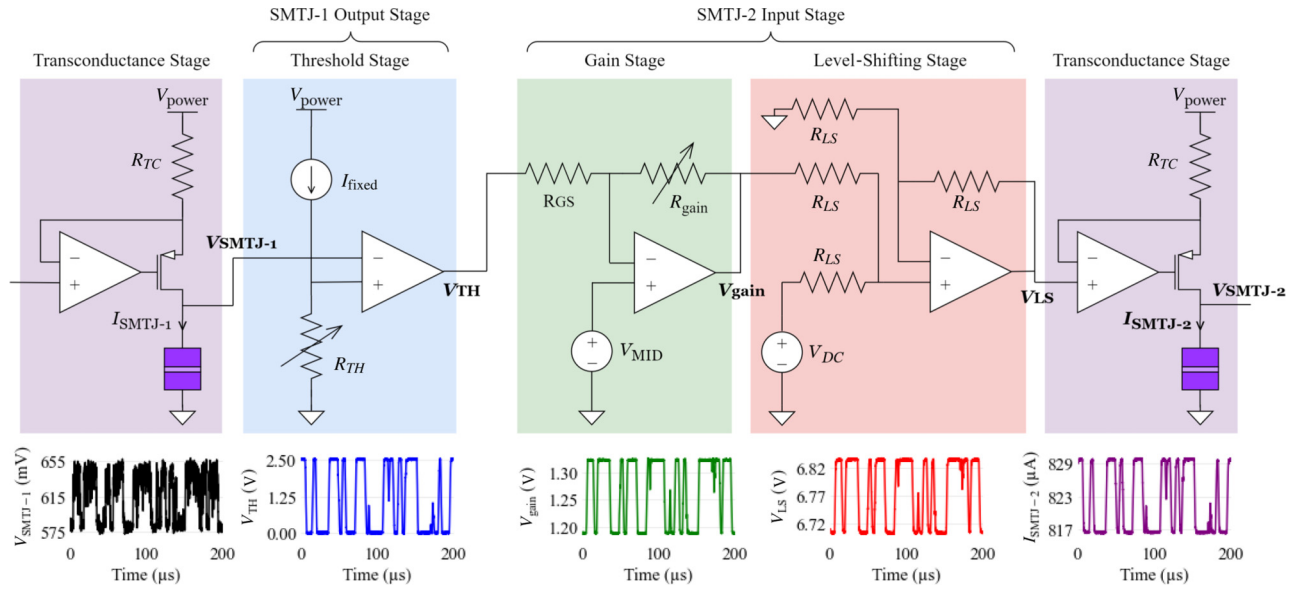 SMTJ-1 Output Stage
SMTJ-2 Input Stage
Transconductance Stage
Threshold Stage
Gain Stage
Level-Shifting Stage
Transconductance Stage
Vpower
RTC
−
+
ISMTJ-1
VSMTJ-1
Vpower
Ifixed
−
+
RTH
VTH
RGS
Rgain
−
+
+
−
VMID
Vgain
RLS
RLS
RLS
RLS
−
+
+
−
VDC
VLS
Vpower
RTC
−
+
ISMTJ-2
VSMTJ-2
VSMTJ−1 (mV)
655
615
575
0
100
200
Time (µs)
VTH (V)
2.50
1.25
0.00
0
100
200
Time (µs)
Vgain (V)
1.30
1.20
0
100
200
Time (µs)
VLS (V)
6.82
6.77
6.72
0
100
200
Time (µs)
ISMTJ−2 (µA)
829
823
817
0
100
200
Time (µs)